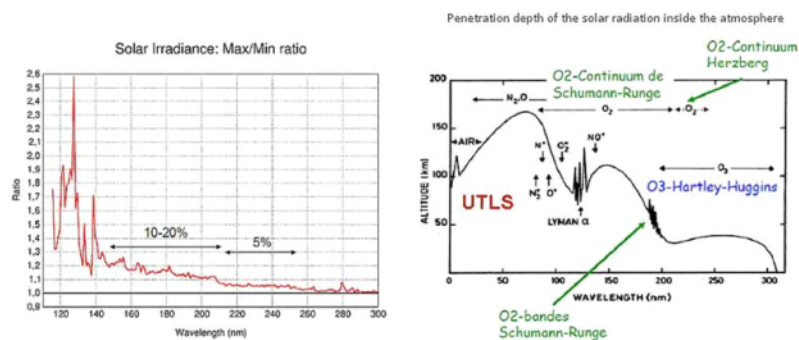 Solar Irradiance: Max/Min ratio
2,6
2,5
2,4
2,3
2,2
2,1
2,0
1,9
1,8
1,7
1,6
1,5
1,4
1,3
1,2
1,1
1,0
0,9
Ratio
10-20%
5%
120 140 160 180 200 220 240 260 280 300
Wavelength (nm)
Penetration depth of the solar radiation inside the atmosphere
O2-Continuum
Herzberg
O2-Continuum de
Schumann-Runge
200
150
100
50
ALTITUDE (km)
N₂,O
O₂
O₂
AIR
N⁺
O₂⁺
NO⁺
N₂⁺
O⁺
O₃
O3-Hartley-Huggins
UTLS
LYMAN α
0 50 100 150 200 250 300
WAVELENGTH (nm)
O2-bandes
Schumann-Runge